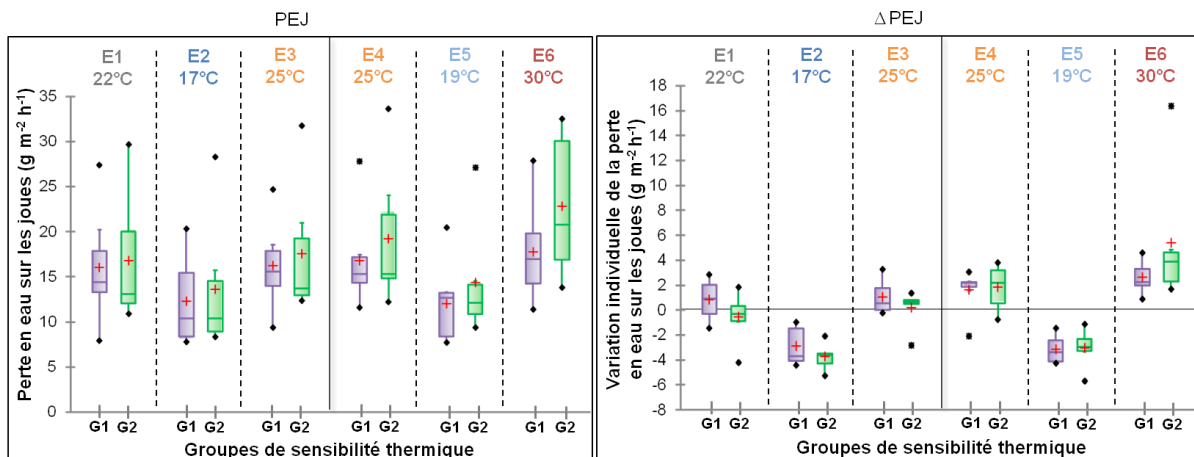 PEJ
E1 E2 E3 E4 E5 E6
22°C 17°C 25°C 25°C 19°C 30°C
Perte en eau sur les joues (g m⁻² h⁻¹)
35
30
25
20
15
10
5
0
G1 G2 G1 G2 G1 G2 G1 G2 G1 G2 G1 G2
Groupes de sensibilité thermique
Δ PEJ
E1 E2 E3 E4 E5 E6
22°C 17°C 25°C 25°C 19°C 30°C
Variation individuelle de la perte
en eau sur les joues (g m⁻² h⁻¹)
18
16
14
12
10
8
6
4
2
0
-2
-4
-6
-8
G1 G2 G1 G2 G1 G2 G1 G2 G1 G2 G1 G2
Groupes de sensibilité thermique